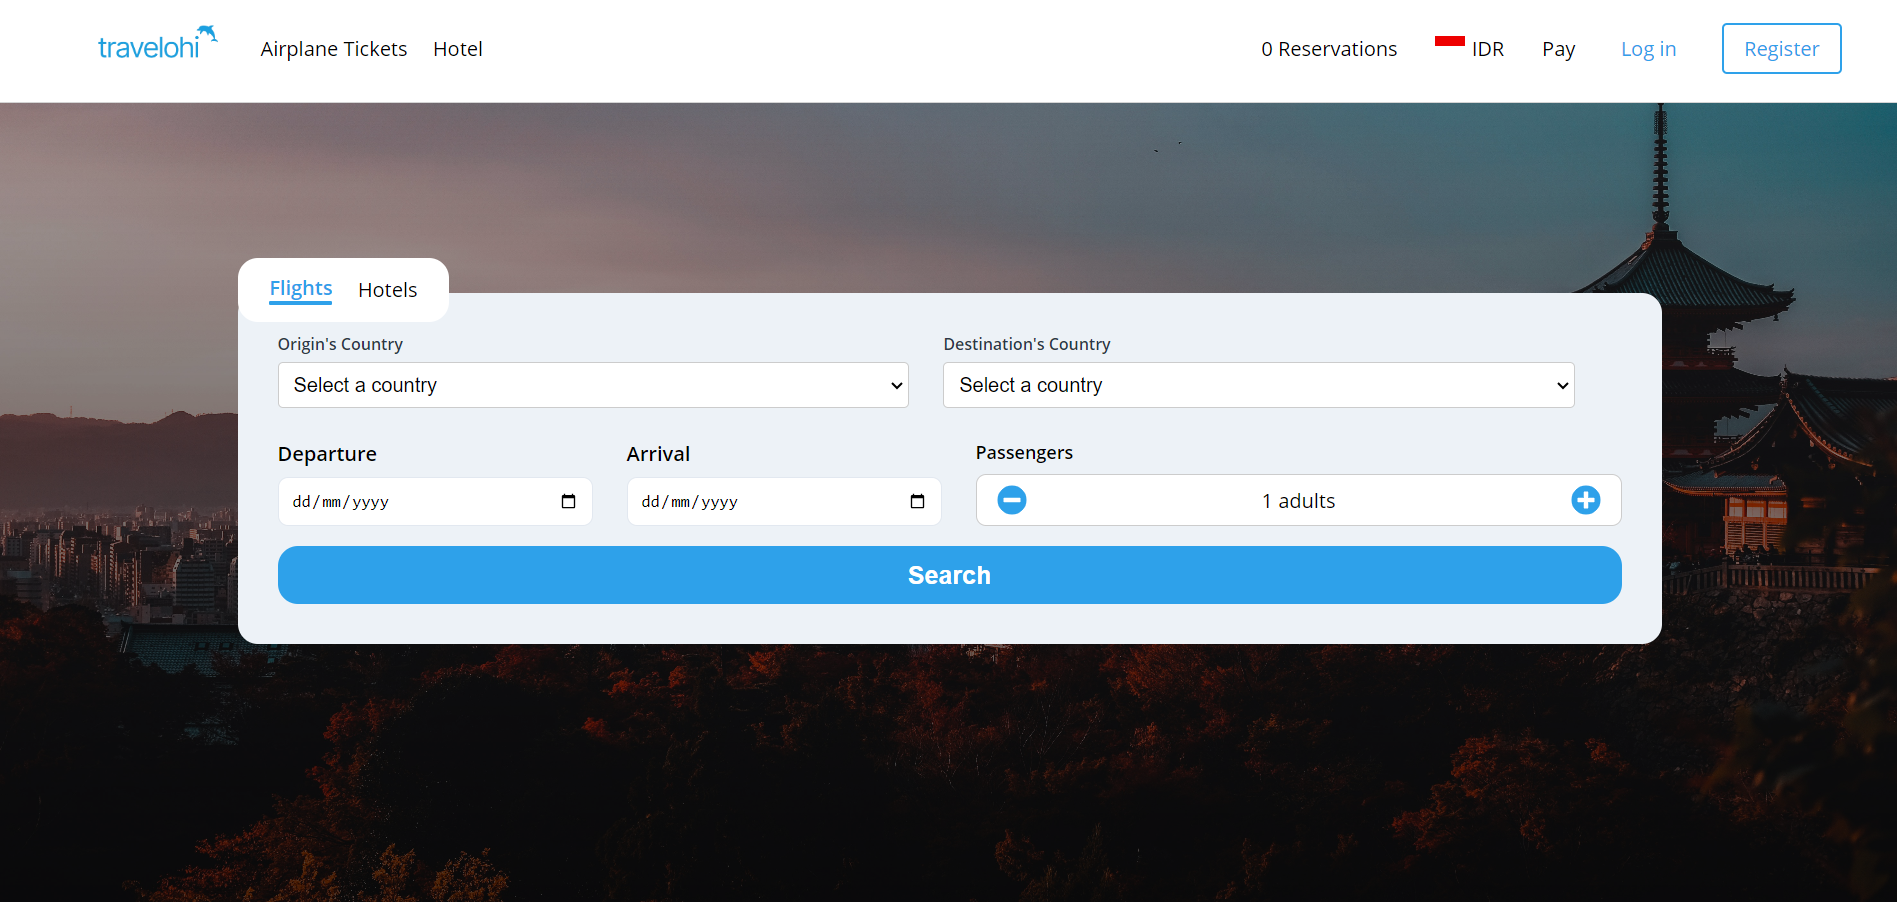 travelohi Airplane Tickets Hotel 0 Reservations IDR Pay Log in Register
Flights Hotels
Origin's Country Destination's Country
Select a country Select a country
Departure Arrival Passengers
dd/mm/yyyy dd/mm/yyyy 1 adults
Search